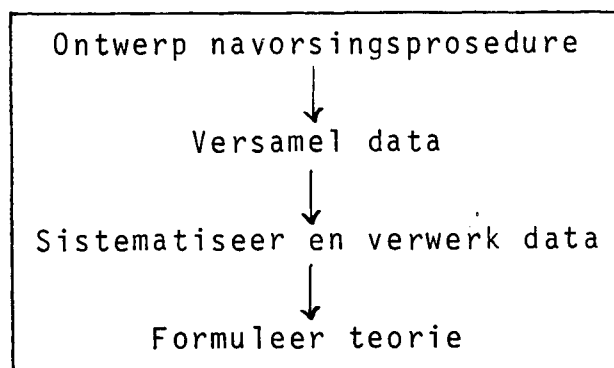 Ontwerp navorsingsprosedure
Versamel data
Sistematiseer en verwerk data
Formuleer teorie